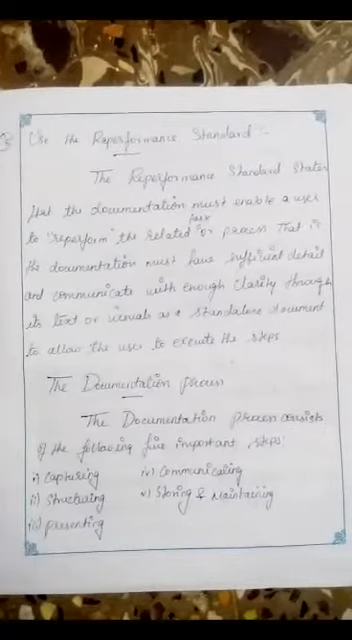 Use the Reperformance Standard :-
The Reperformance Standard States
that the documentation must enable a user
to "reperform" the related task or process That is
the documentation must have sufficient detail
and communicate with enough clarity through
its text or visuals as a standalone document
to allow the user to execute the steps
The Documentation process
The Documentation process consists
of the following five important steps:
i) Capturing iv) Communicating
ii) Structuring v) Storing & Maintaining
iii) presenting